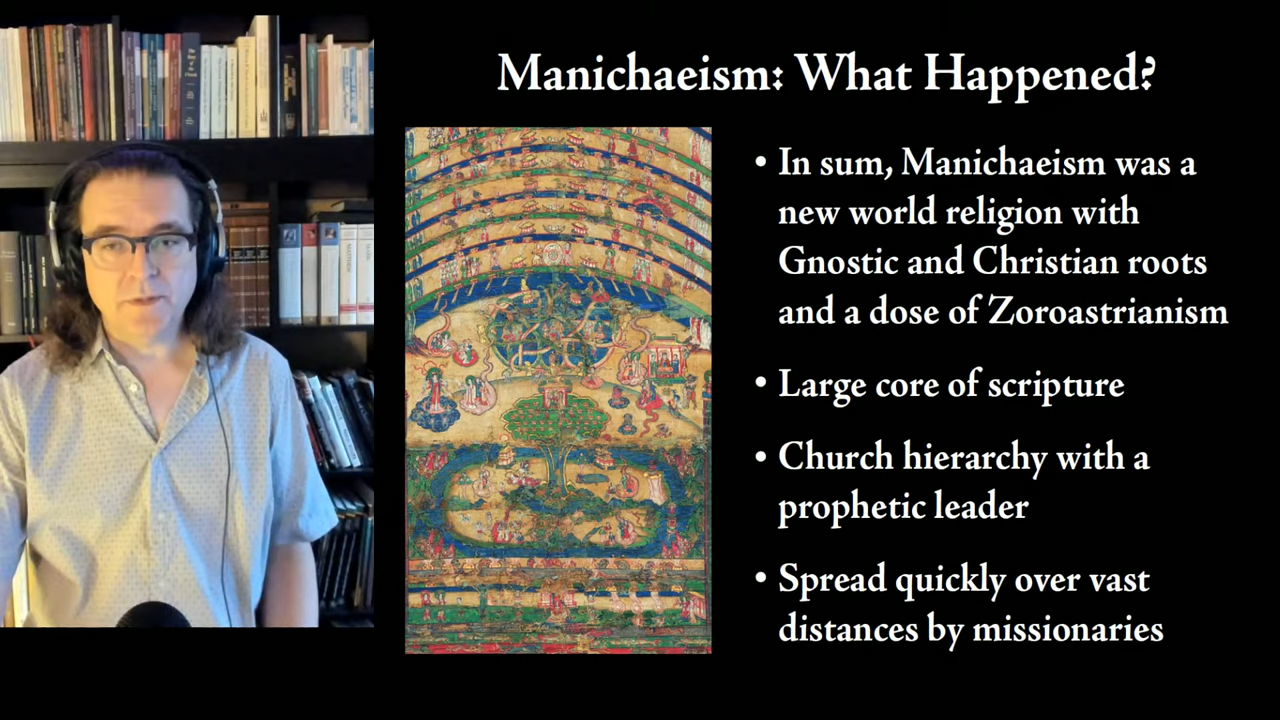 Manichaeism: What Happened?
• In sum, Manichaeism was a
new world religion with
Gnostic and Christian roots
and a dose of Zoroastrianism
• Large core of scripture
• Church hierarchy with a
prophetic leader
• Spread quickly over vast
distances by missionaries